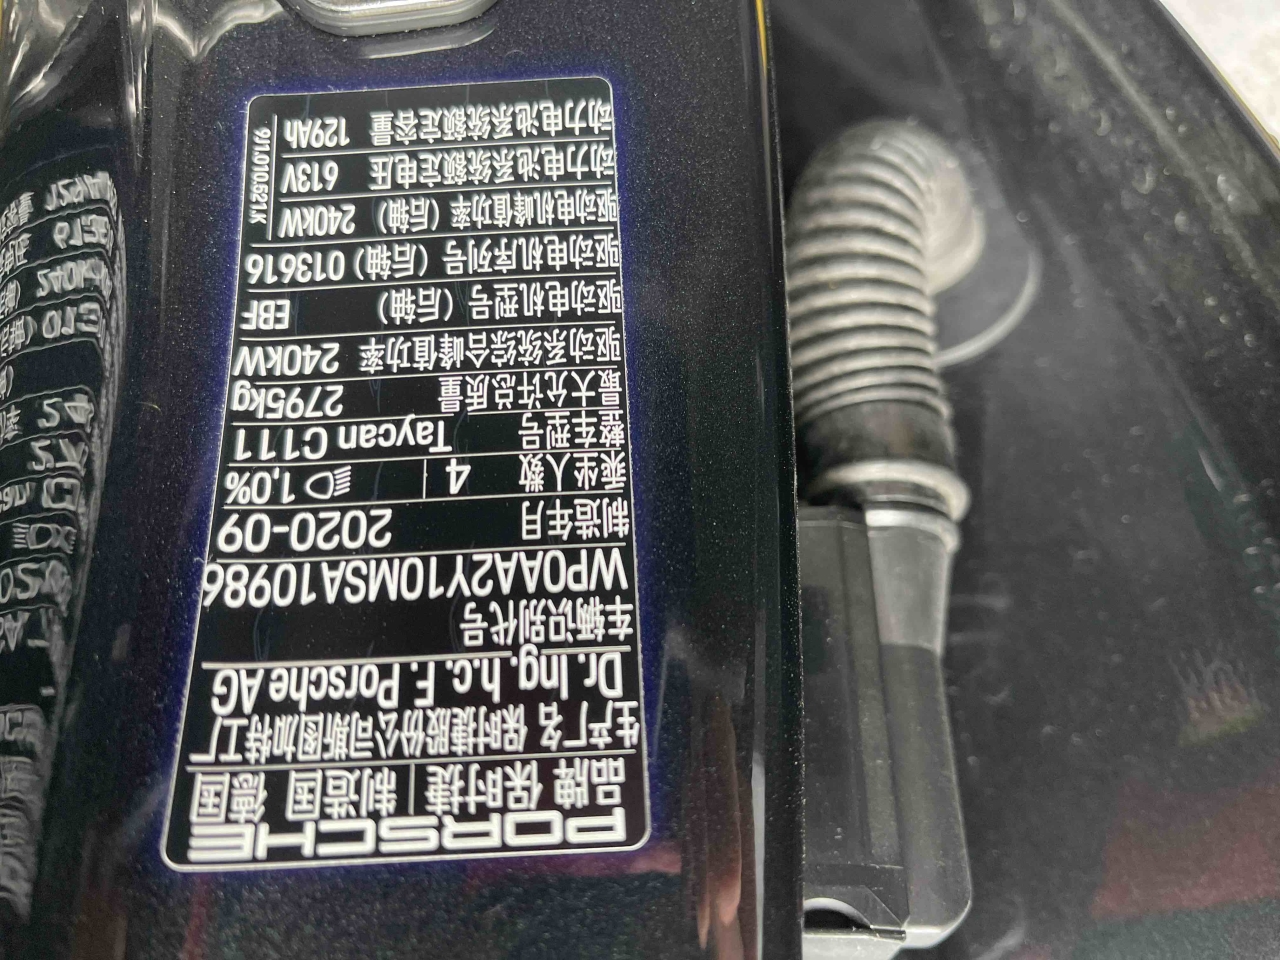 PORSCHE
品牌 保时捷 制造国 德国
生产厂名 保时捷股份公司斯图加特工厂
Dr. Ing. h.c. F. Porsche AG
车辆识别代号
WP0AA2Y10MSA10986
制造年月 2020-09
乘坐人数 4 1.0%
整车型号 Taycan C111
最大允许总质量 2795kg
驱动系统综合峰值功率 240kW
驱动电机型号（后轴） EBF
驱动电机序列号（后轴） 013616
驱动电机峰值功率（后轴） 240kW
动力电池系统额定电压 613V
动力电池系统额定容量 129Ah
9J1.010.521.K